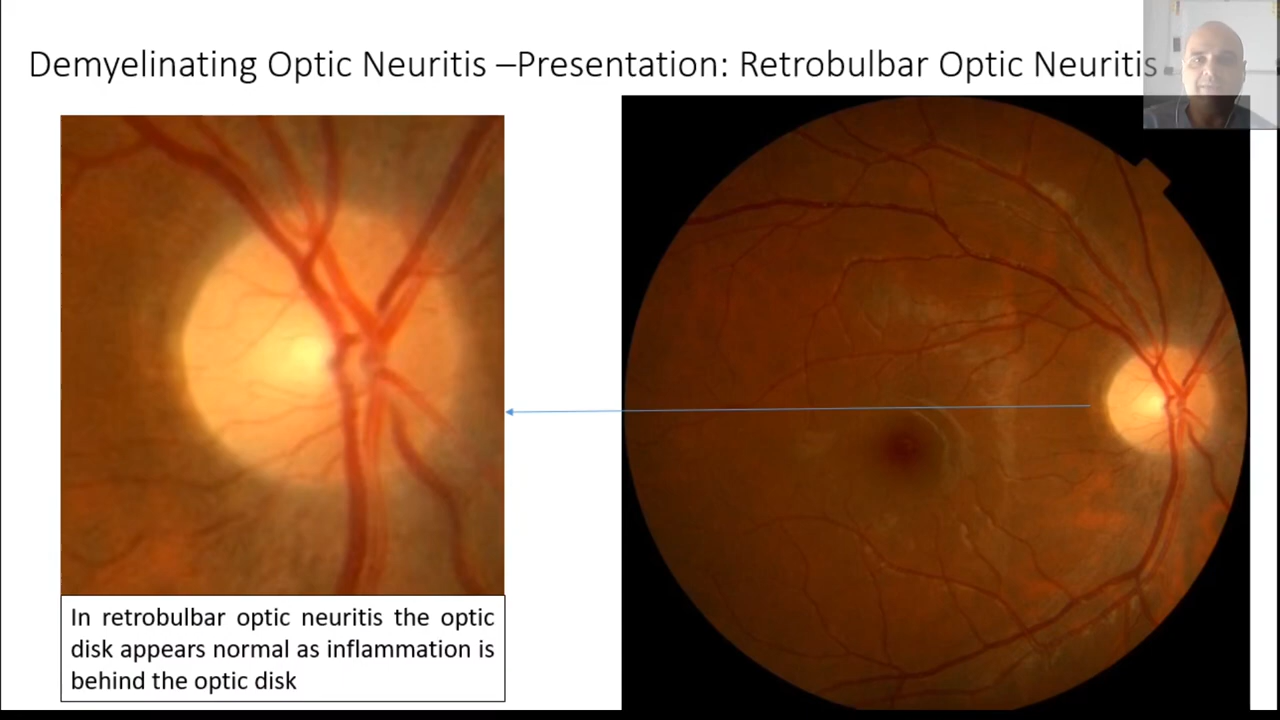 Demyelinating Optic Neuritis –Presentation: Retrobulbar Optic Neuritis
In retrobulbar optic neuritis the optic
disk appears normal as inflammation is
behind the optic disk